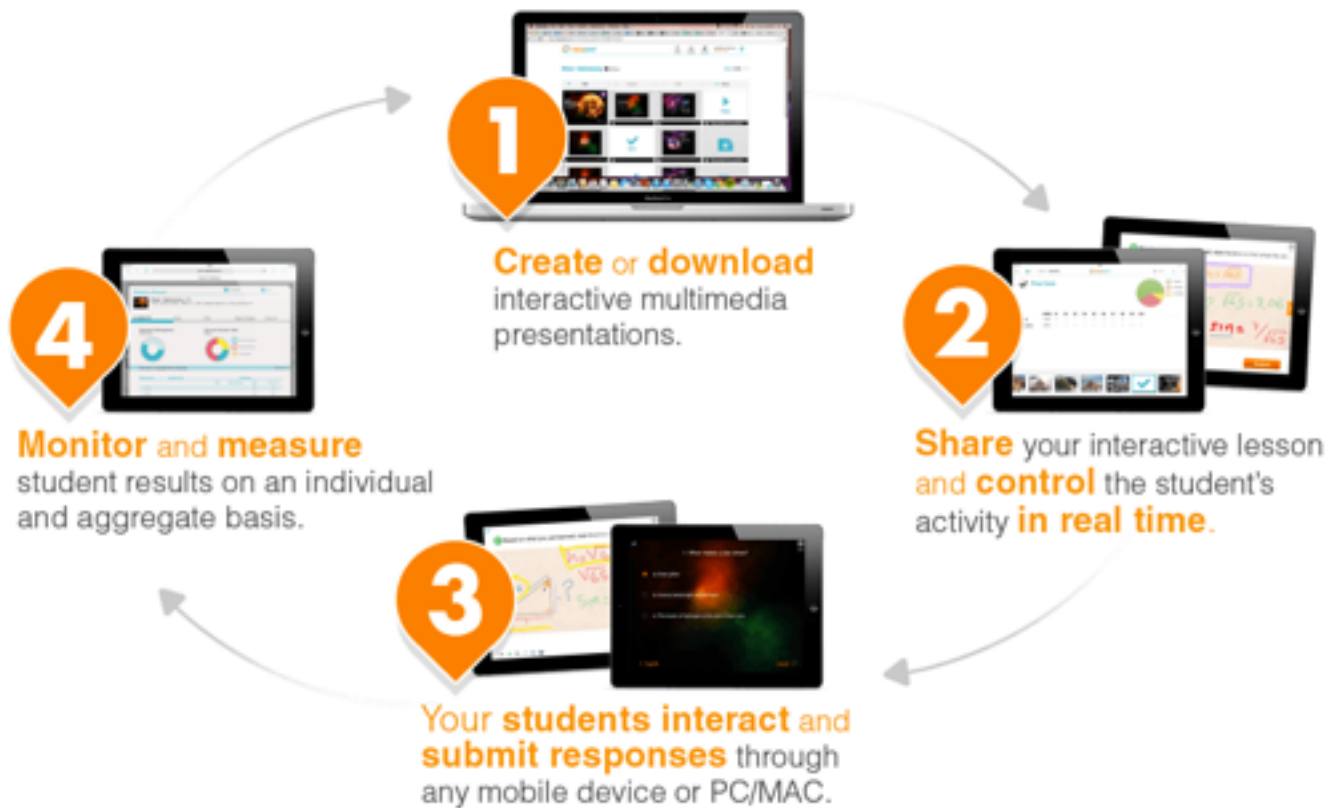 1
Create or download
interactive multimedia
presentations.
2
Share your interactive lesson
and control the student's
activity in real time.
3
Your students interact and
submit responses through
any mobile device or PC/MAC.
4
Monitor and measure
student results on an individual
and aggregate basis.